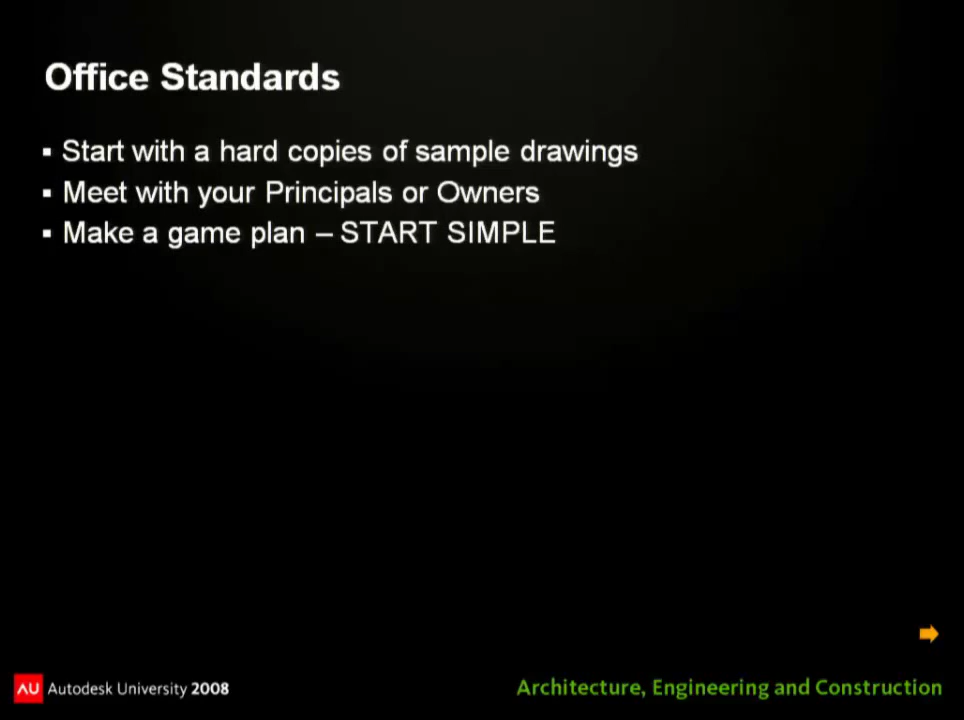 Office Standards
▪ Start with a hard copies of sample drawings
▪ Meet with your Principals or Owners
▪ Make a game plan – START SIMPLE
AU Autodesk University 2008
Architecture, Engineering and Construction